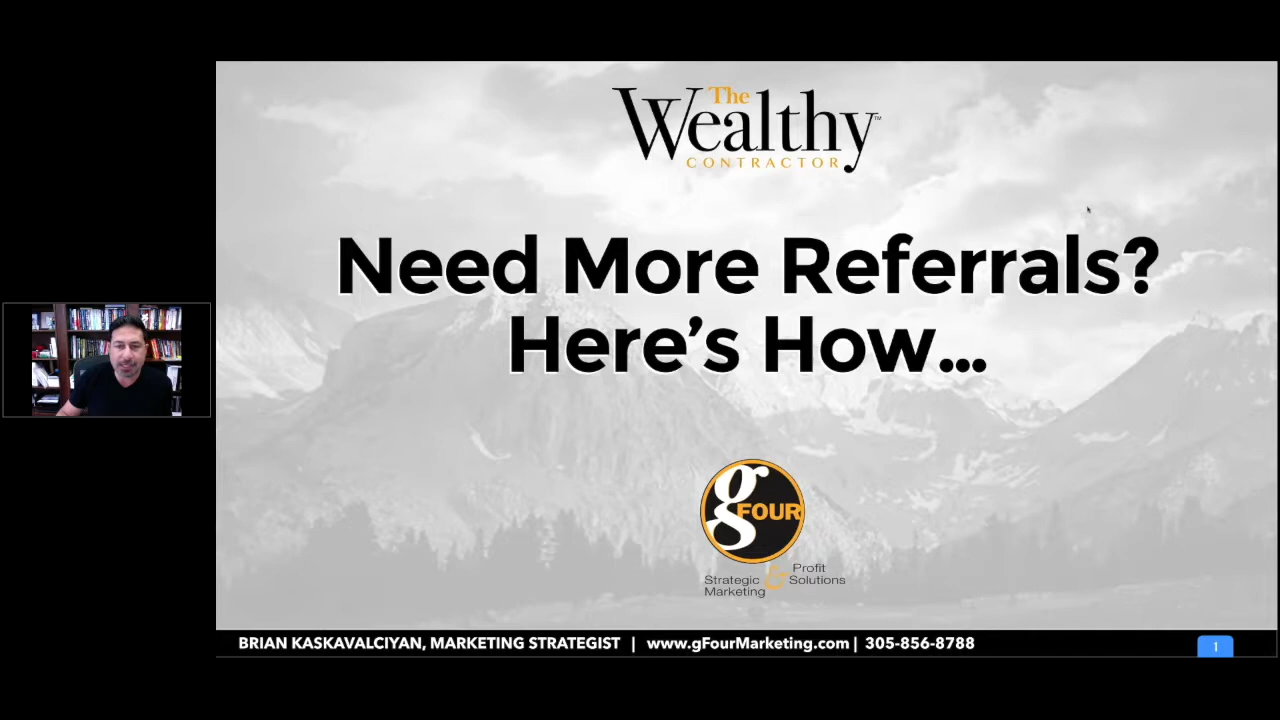 The
Wealthy™
CONTRACTOR
Need More Referrals?
Here's How...
g FOUR
Strategic & Profit
Marketing Solutions
BRIAN KASKAVALCIYAN, MARKETING STRATEGIST | www.gFourMarketing.com | 305-856-8788
1